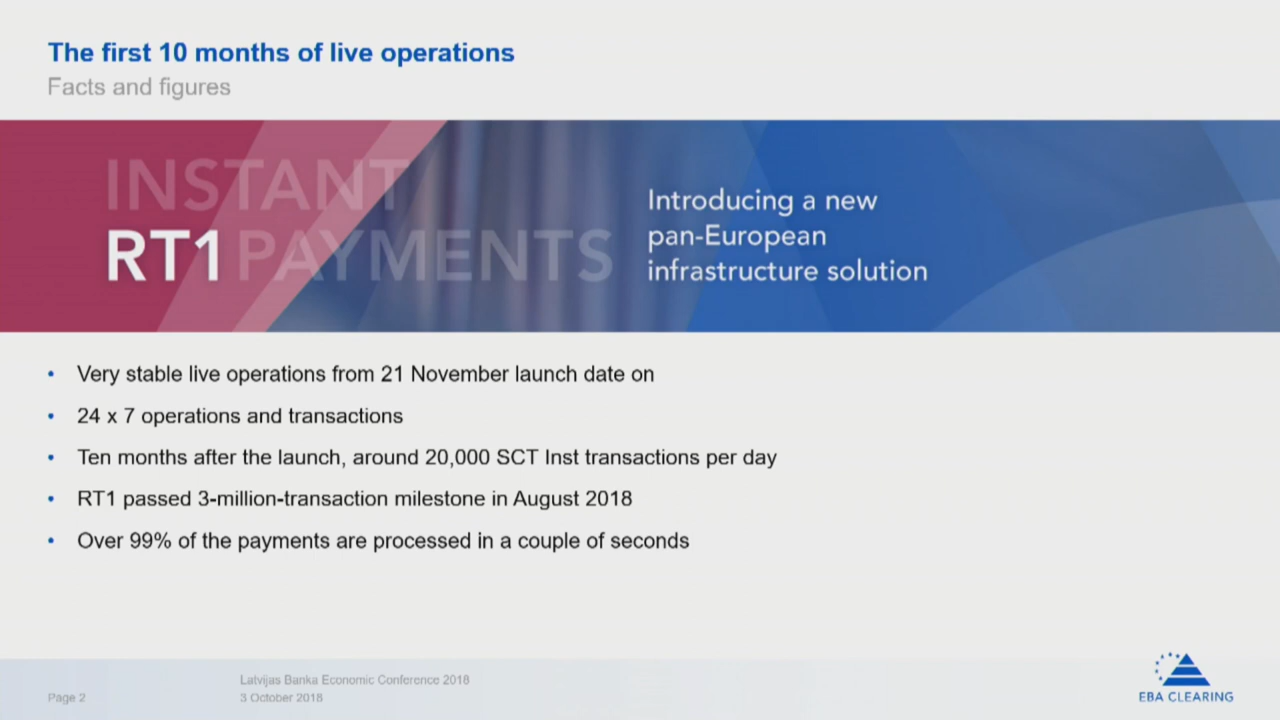 The first 10 months of live operations
Facts and figures
INSTANT
RT1 PAYMENTS
Introducing a new
pan-European
infrastructure solution
• Very stable live operations from 21 November launch date on
• 24 x 7 operations and transactions
• Ten months after the launch, around 20,000 SCT Inst transactions per day
• RT1 passed 3-million-transaction milestone in August 2018
• Over 99% of the payments are processed in a couple of seconds
Latvijas Banka Economic Conference 2018
Page 2
3 October 2018
EBA CLEARING